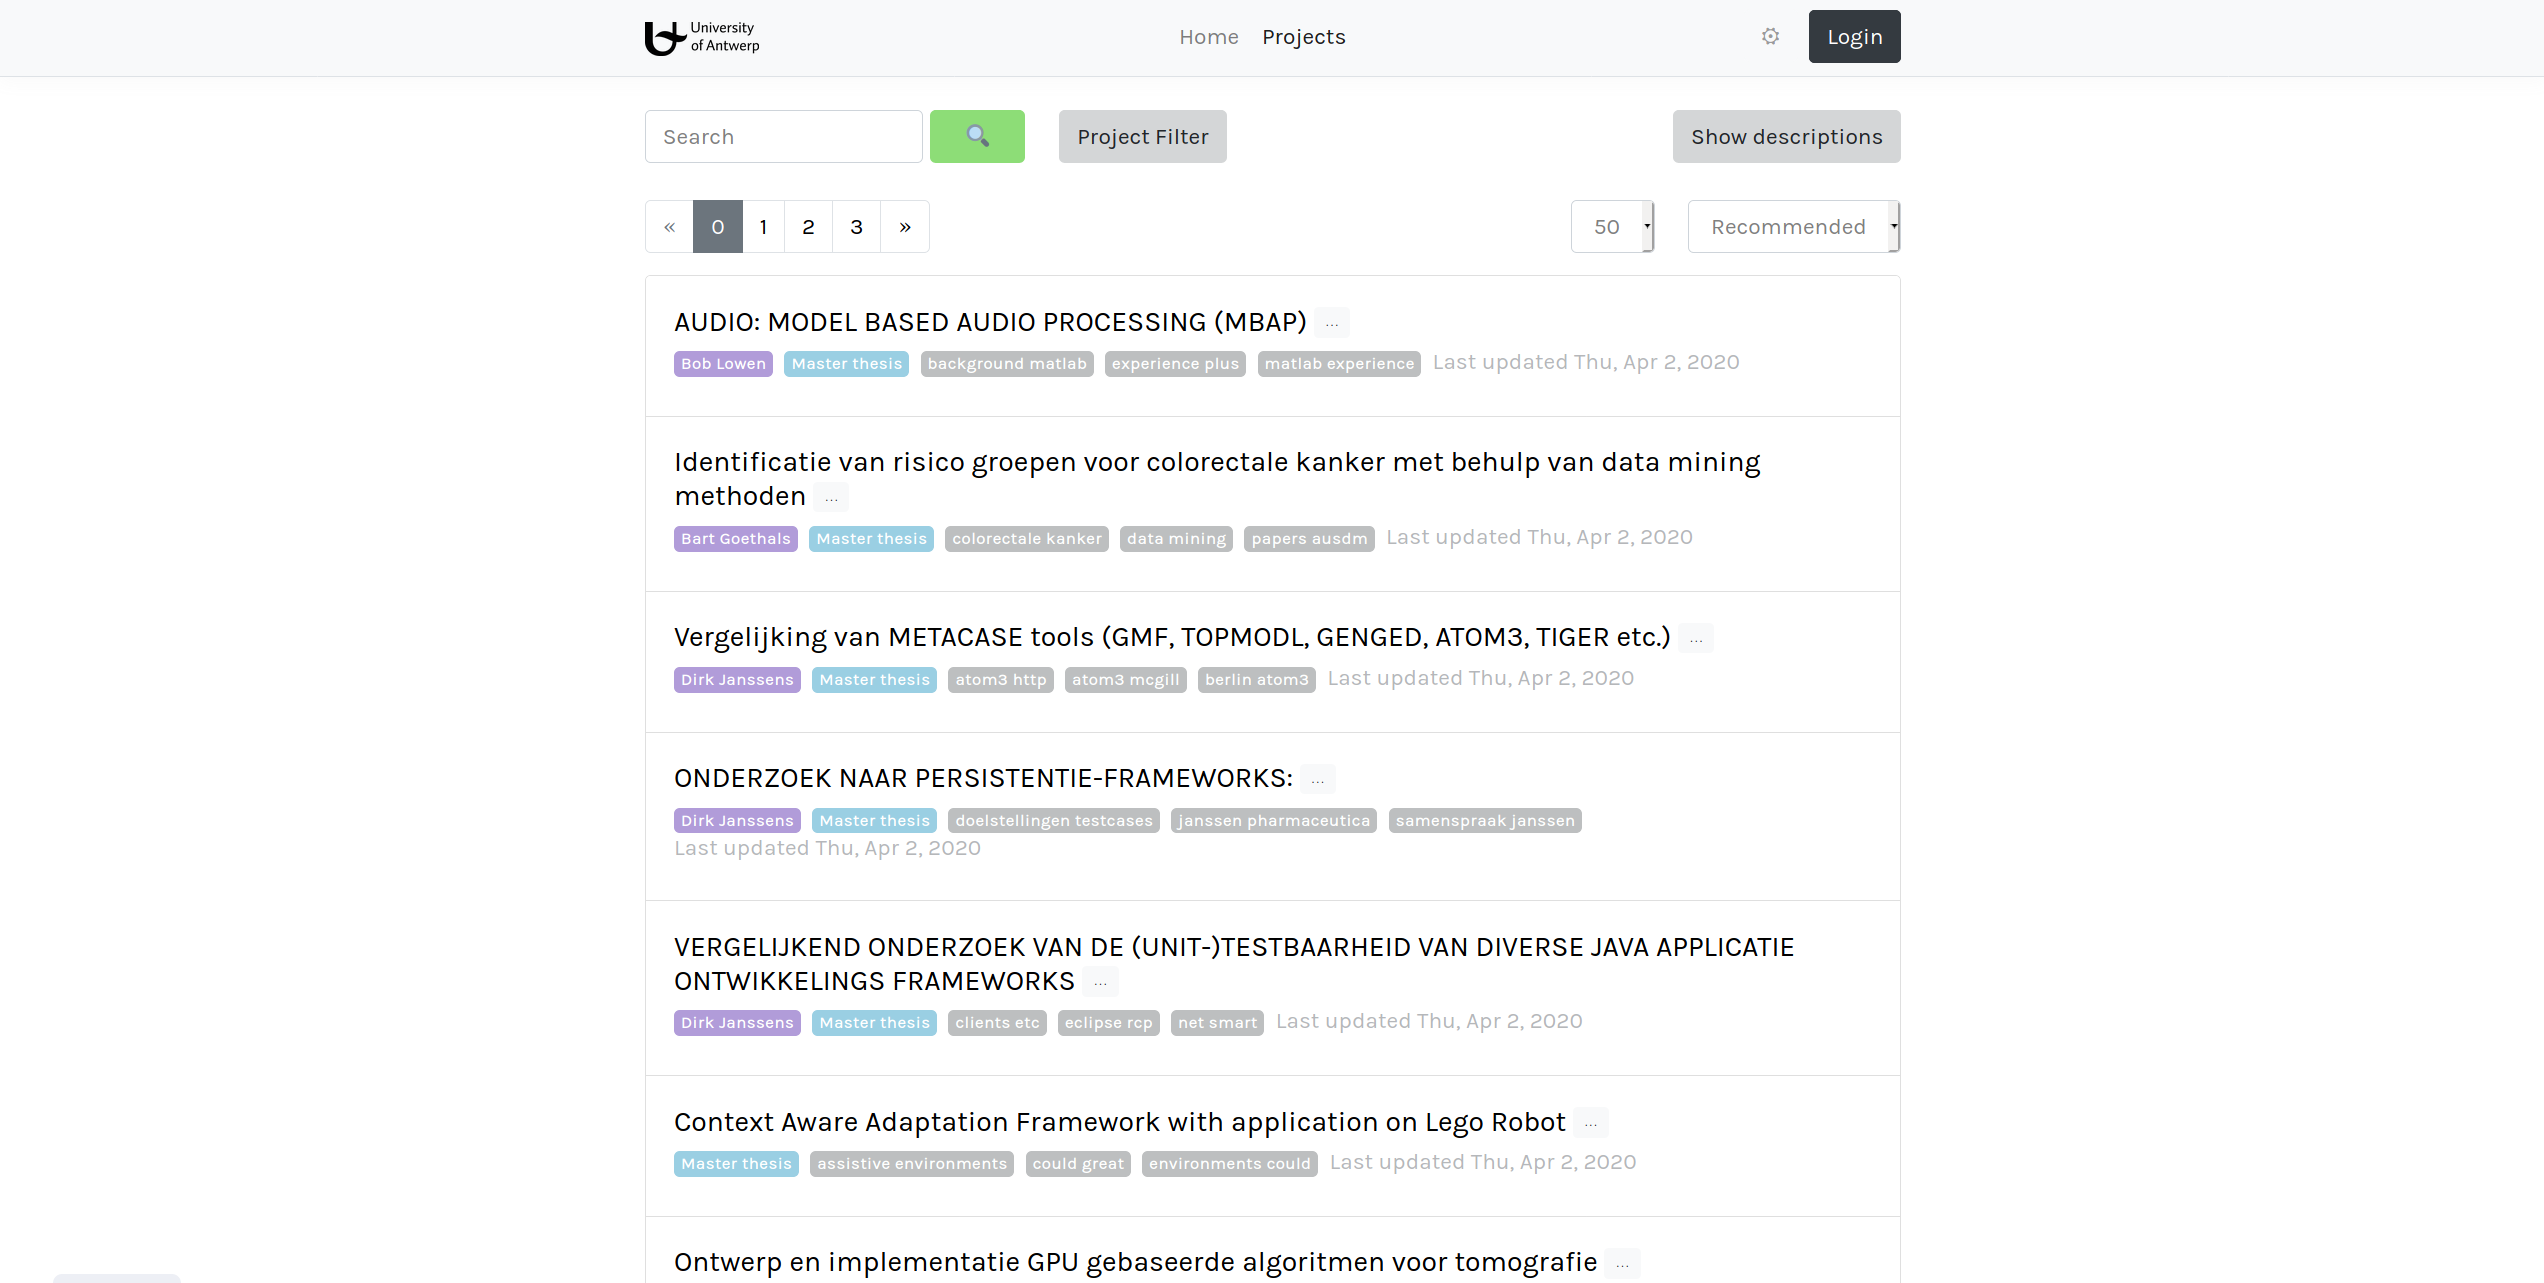 University
of Antwerp
Home Projects
Login
Search
Project Filter
Show descriptions
« 0 1 2 3 »
50
Recommended
AUDIO: MODEL BASED AUDIO PROCESSING (MBAP) ...
Bob Lowen Master thesis background matlab experience plus matlab experience Last updated Thu, Apr 2, 2020
Identificatie van risico groepen voor colorectale kanker met behulp van data mining
methoden ...
Bart Goethals Master thesis colorectale kanker data mining papers ausdm Last updated Thu, Apr 2, 2020
Vergelijking van METACASE tools (GMF, TOPMODL, GENGED, ATOM3, TIGER etc.) ...
Dirk Janssens Master thesis atom3 http atom3 mcgill berlin atom3 Last updated Thu, Apr 2, 2020
ONDERZOEK NAAR PERSISTENTIE-FRAMEWORKS: ...
Dirk Janssens Master thesis doelstellingen testcases janssen pharmaceutica samenspraak janssen
Last updated Thu, Apr 2, 2020
VERGELIJKEND ONDERZOEK VAN DE (UNIT-)TESTBAARHEID VAN DIVERSE JAVA APPLICATIE
ONTWIKKELINGS FRAMEWORKS ...
Dirk Janssens Master thesis clients etc eclipse rcp net smart Last updated Thu, Apr 2, 2020
Context Aware Adaptation Framework with application on Lego Robot ...
Master thesis assistive environments could great environments could Last updated Thu, Apr 2, 2020
Ontwerp en implementatie GPU gebaseerde algoritmen voor tomografie ...